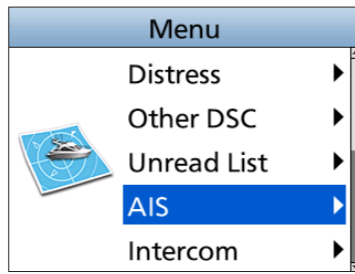 Menu
Distress
Other DSC
Unread List
AIS
Intercom